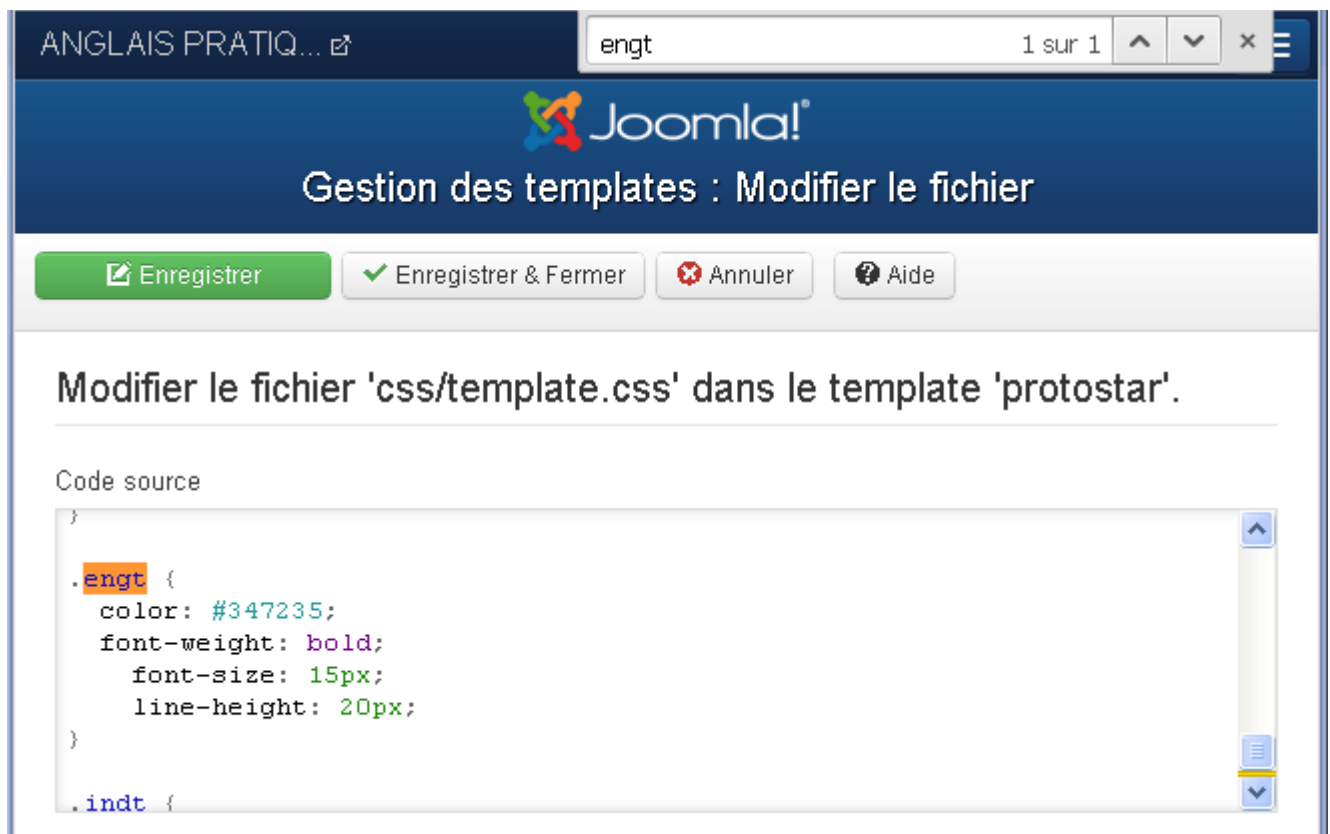 ANGLAIS PRATIQ...
engt 1 sur 1
Joomla!®
Gestion des templates : Modifier le fichier
Enregistrer Enregistrer & Fermer Annuler Aide
Modifier le fichier 'css/template.css' dans le template 'protostar'.
Code source
}
.engt {
color: #347235;
font-weight: bold;
font-size: 15px;
line-height: 20px;
}
.indt {